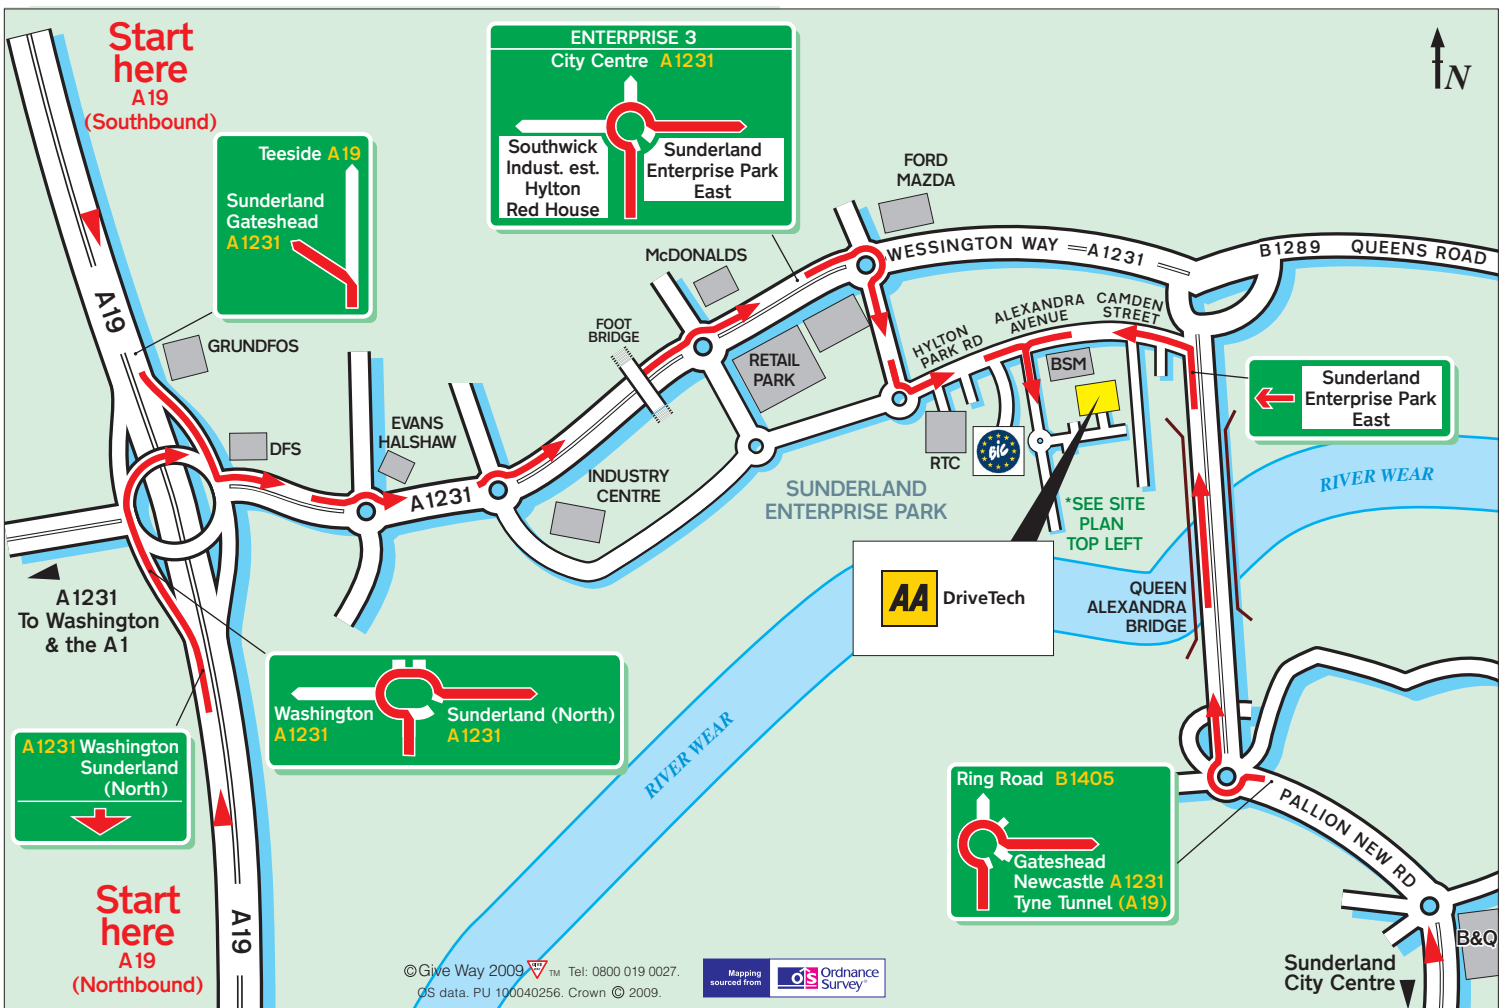 Start
here
A19
(Southbound)
Teeside A19
Sunderland
Gateshead
A1231
ENTERPRISE 3
City Centre A1231
Southwick
Indust. est.
Hylton
Red House
Sunderland
Enterprise Park
East
N
FORD
MAZDA
McDONALDS
WESSINGTON WAY
A1231
B1289 QUEENS ROAD
A19
GRUNDFOS
FOOT
BRIDGE
RETAIL
PARK
HYLTON
PARK RD
ALEXANDRA
AVENUE
CAMDEN
STREET
BSM
Sunderland
Enterprise Park
East
EVANS
HALSHAW
DFS
A1231
INDUSTRY
CENTRE
RTC
BIC
SUNDERLAND
ENTERPRISE PARK
*SEE SITE
PLAN
TOP LEFT
RIVER WEAR
AA DriveTech
QUEEN
ALEXANDRA
BRIDGE
A1231
To Washington
& the A1
Washington
A1231
Sunderland (North)
A1231
RIVER WEAR
A1231 Washington
Sunderland
(North)
Ring Road B1405
Gateshead
Newcastle A1231
Tyne Tunnel (A19)
PALLION NEW RD
Start
here
A19
(Northbound)
A19
B&Q
Sunderland
City Centre
©Give Way 2009 GIVE WAY TM Tel: 0800 019 0027.
OS data. PU 100040256. Crown © 2009.
Mapping
sourced from
OS Ordnance
Survey®